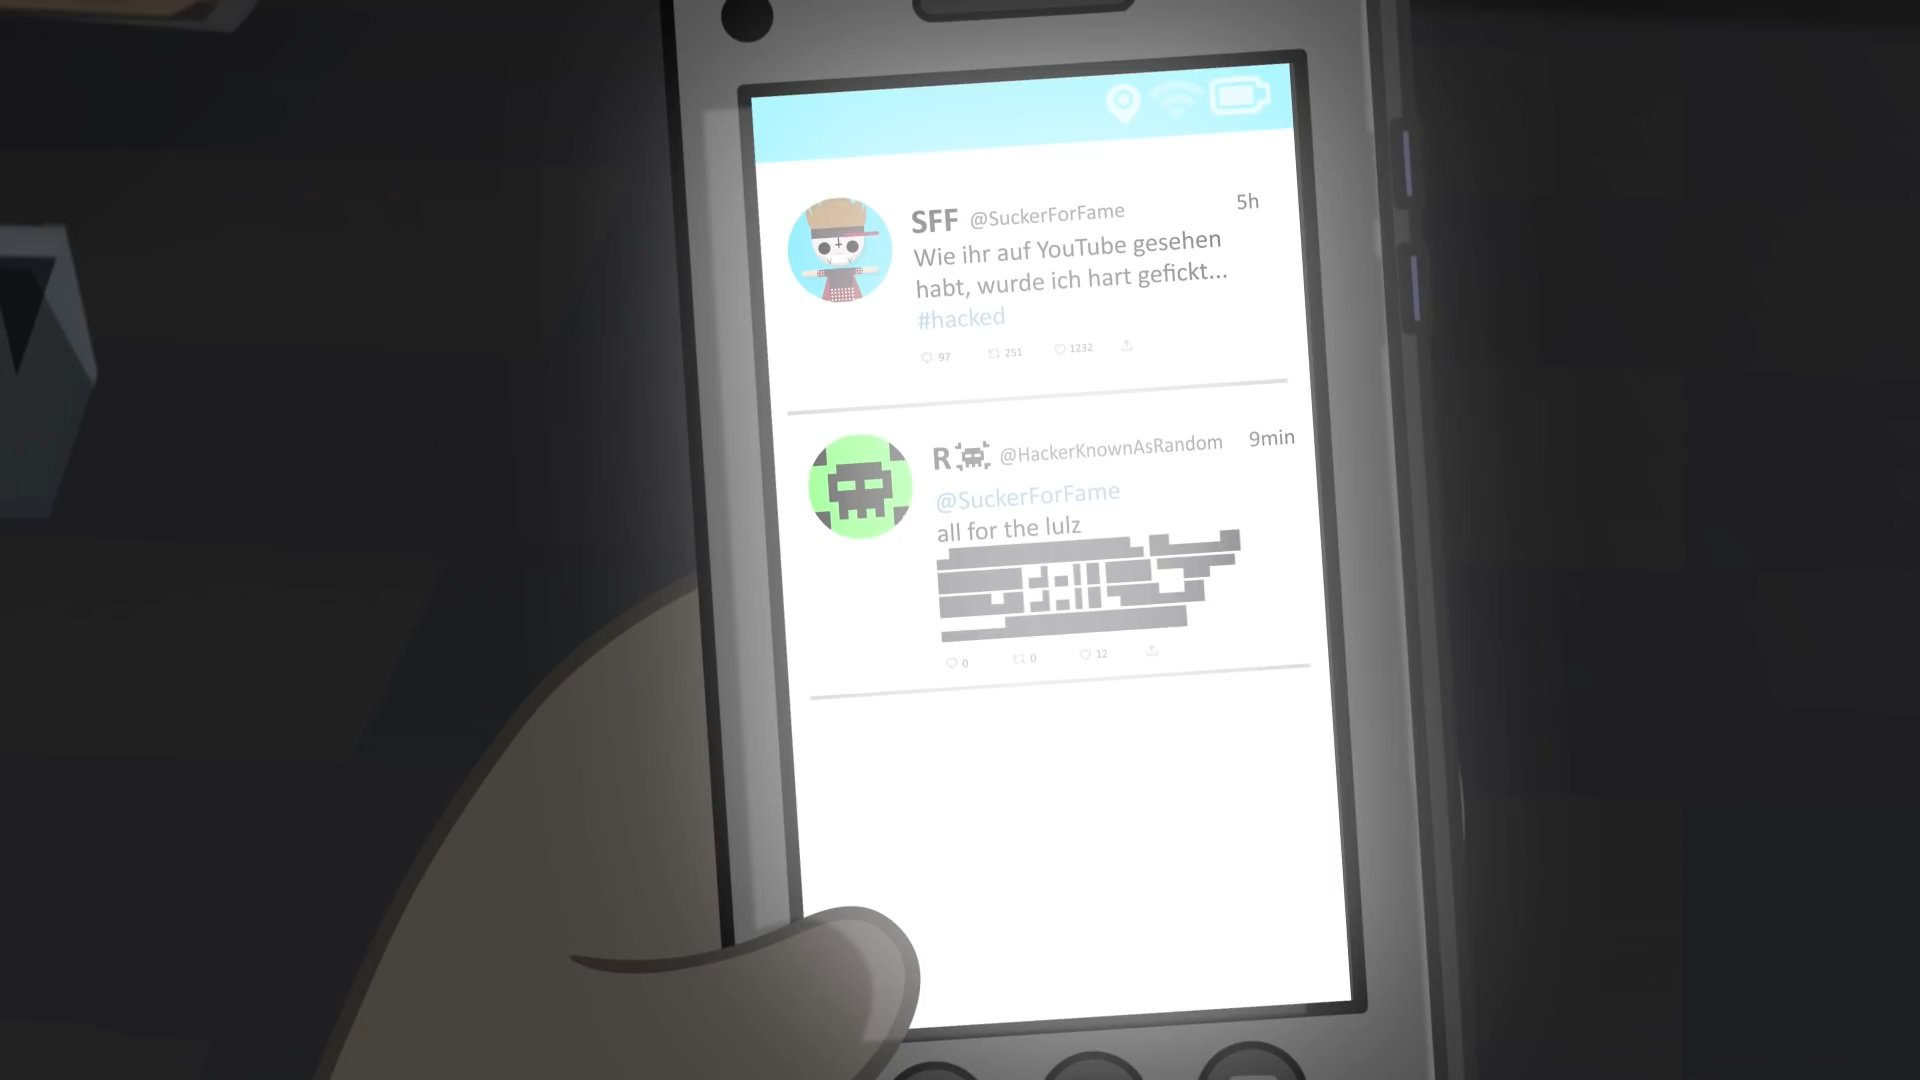 SFF @SuckerForFame 5h
Wie ihr auf YouTube gesehen
habt, wurde ich hart gefickt...
#hacked
97 251 1232
R @HackerKnownAsRandom 9min
@SuckerForFame
all for the lulz
0 0 12